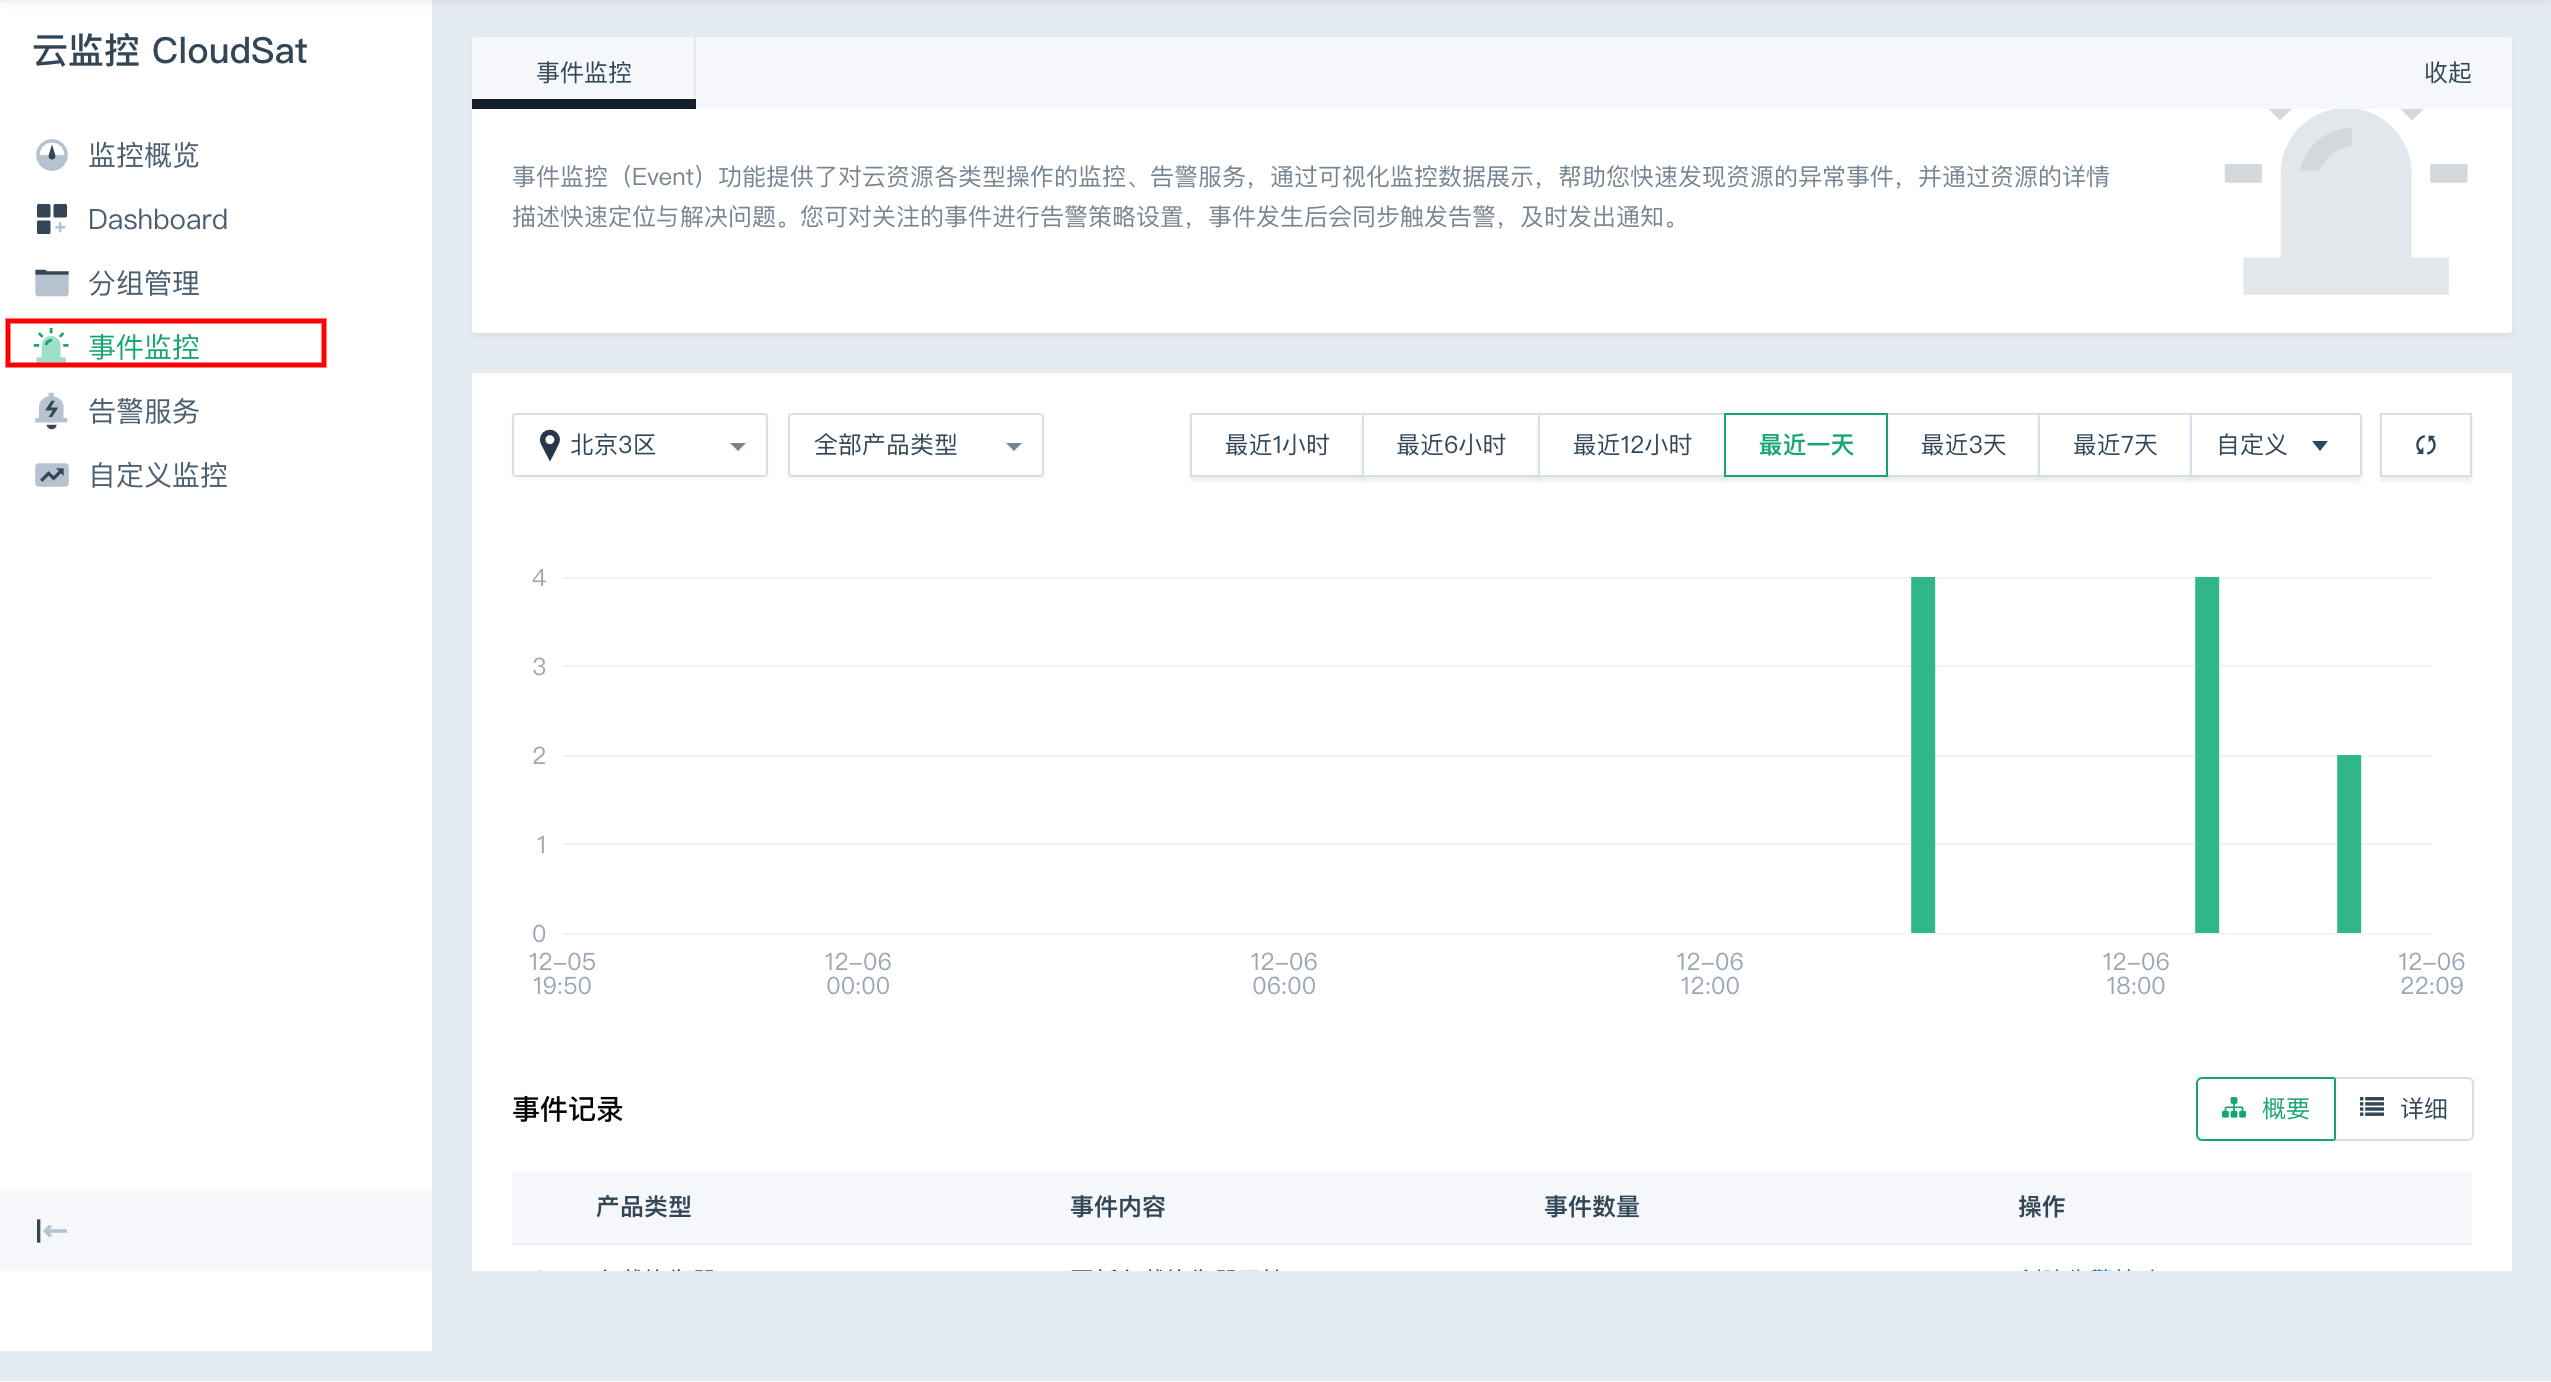 云监控 CloudSat
监控概览
Dashboard
分组管理
事件监控
告警服务
自定义监控
事件监控
收起
事件监控（Event）功能提供了对云资源各类型操作的监控、告警服务，通过可视化监控数据展示，帮助您快速发现资源的异常事件，并通过资源的详情
描述快速定位与解决问题。您可对关注的事件进行告警策略设置，事件发生后会同步触发告警，及时发出通知。
北京3区
全部产品类型
最近1小时
最近6小时
最近12小时
最近一天
最近3天
最近7天
自定义
4
3
2
1
0
12-05
19:50
12-06
00:00
12-06
06:00
12-06
12:00
12-06
18:00
12-06
22:09
事件记录
概要
详细
产品类型
事件内容
事件数量
操作